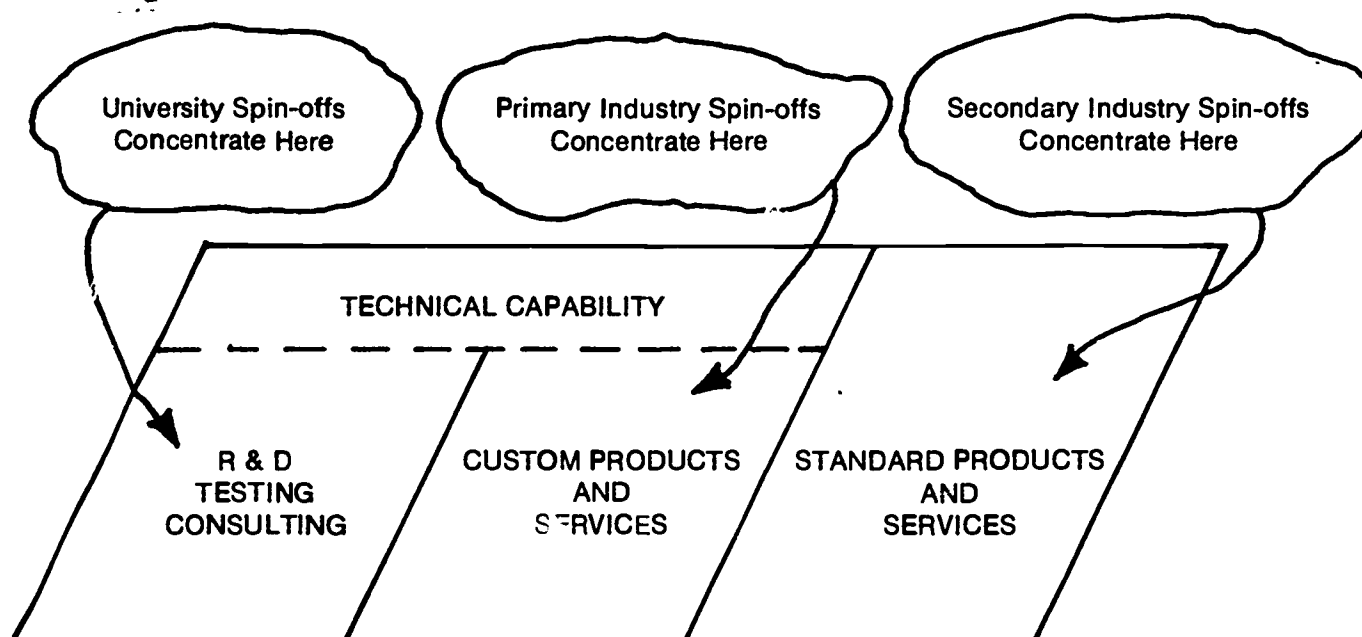 University Spin-offs
Concentrate Here
Primary Industry Spin-offs
Concentrate Here
Secondary Industry Spin-offs
Concentrate Here
TECHNICAL CAPABILITY
R & D
TESTING
CONSULTING
CUSTOM PRODUCTS
AND
SERVICES
STANDARD PRODUCTS
AND
SERVICES